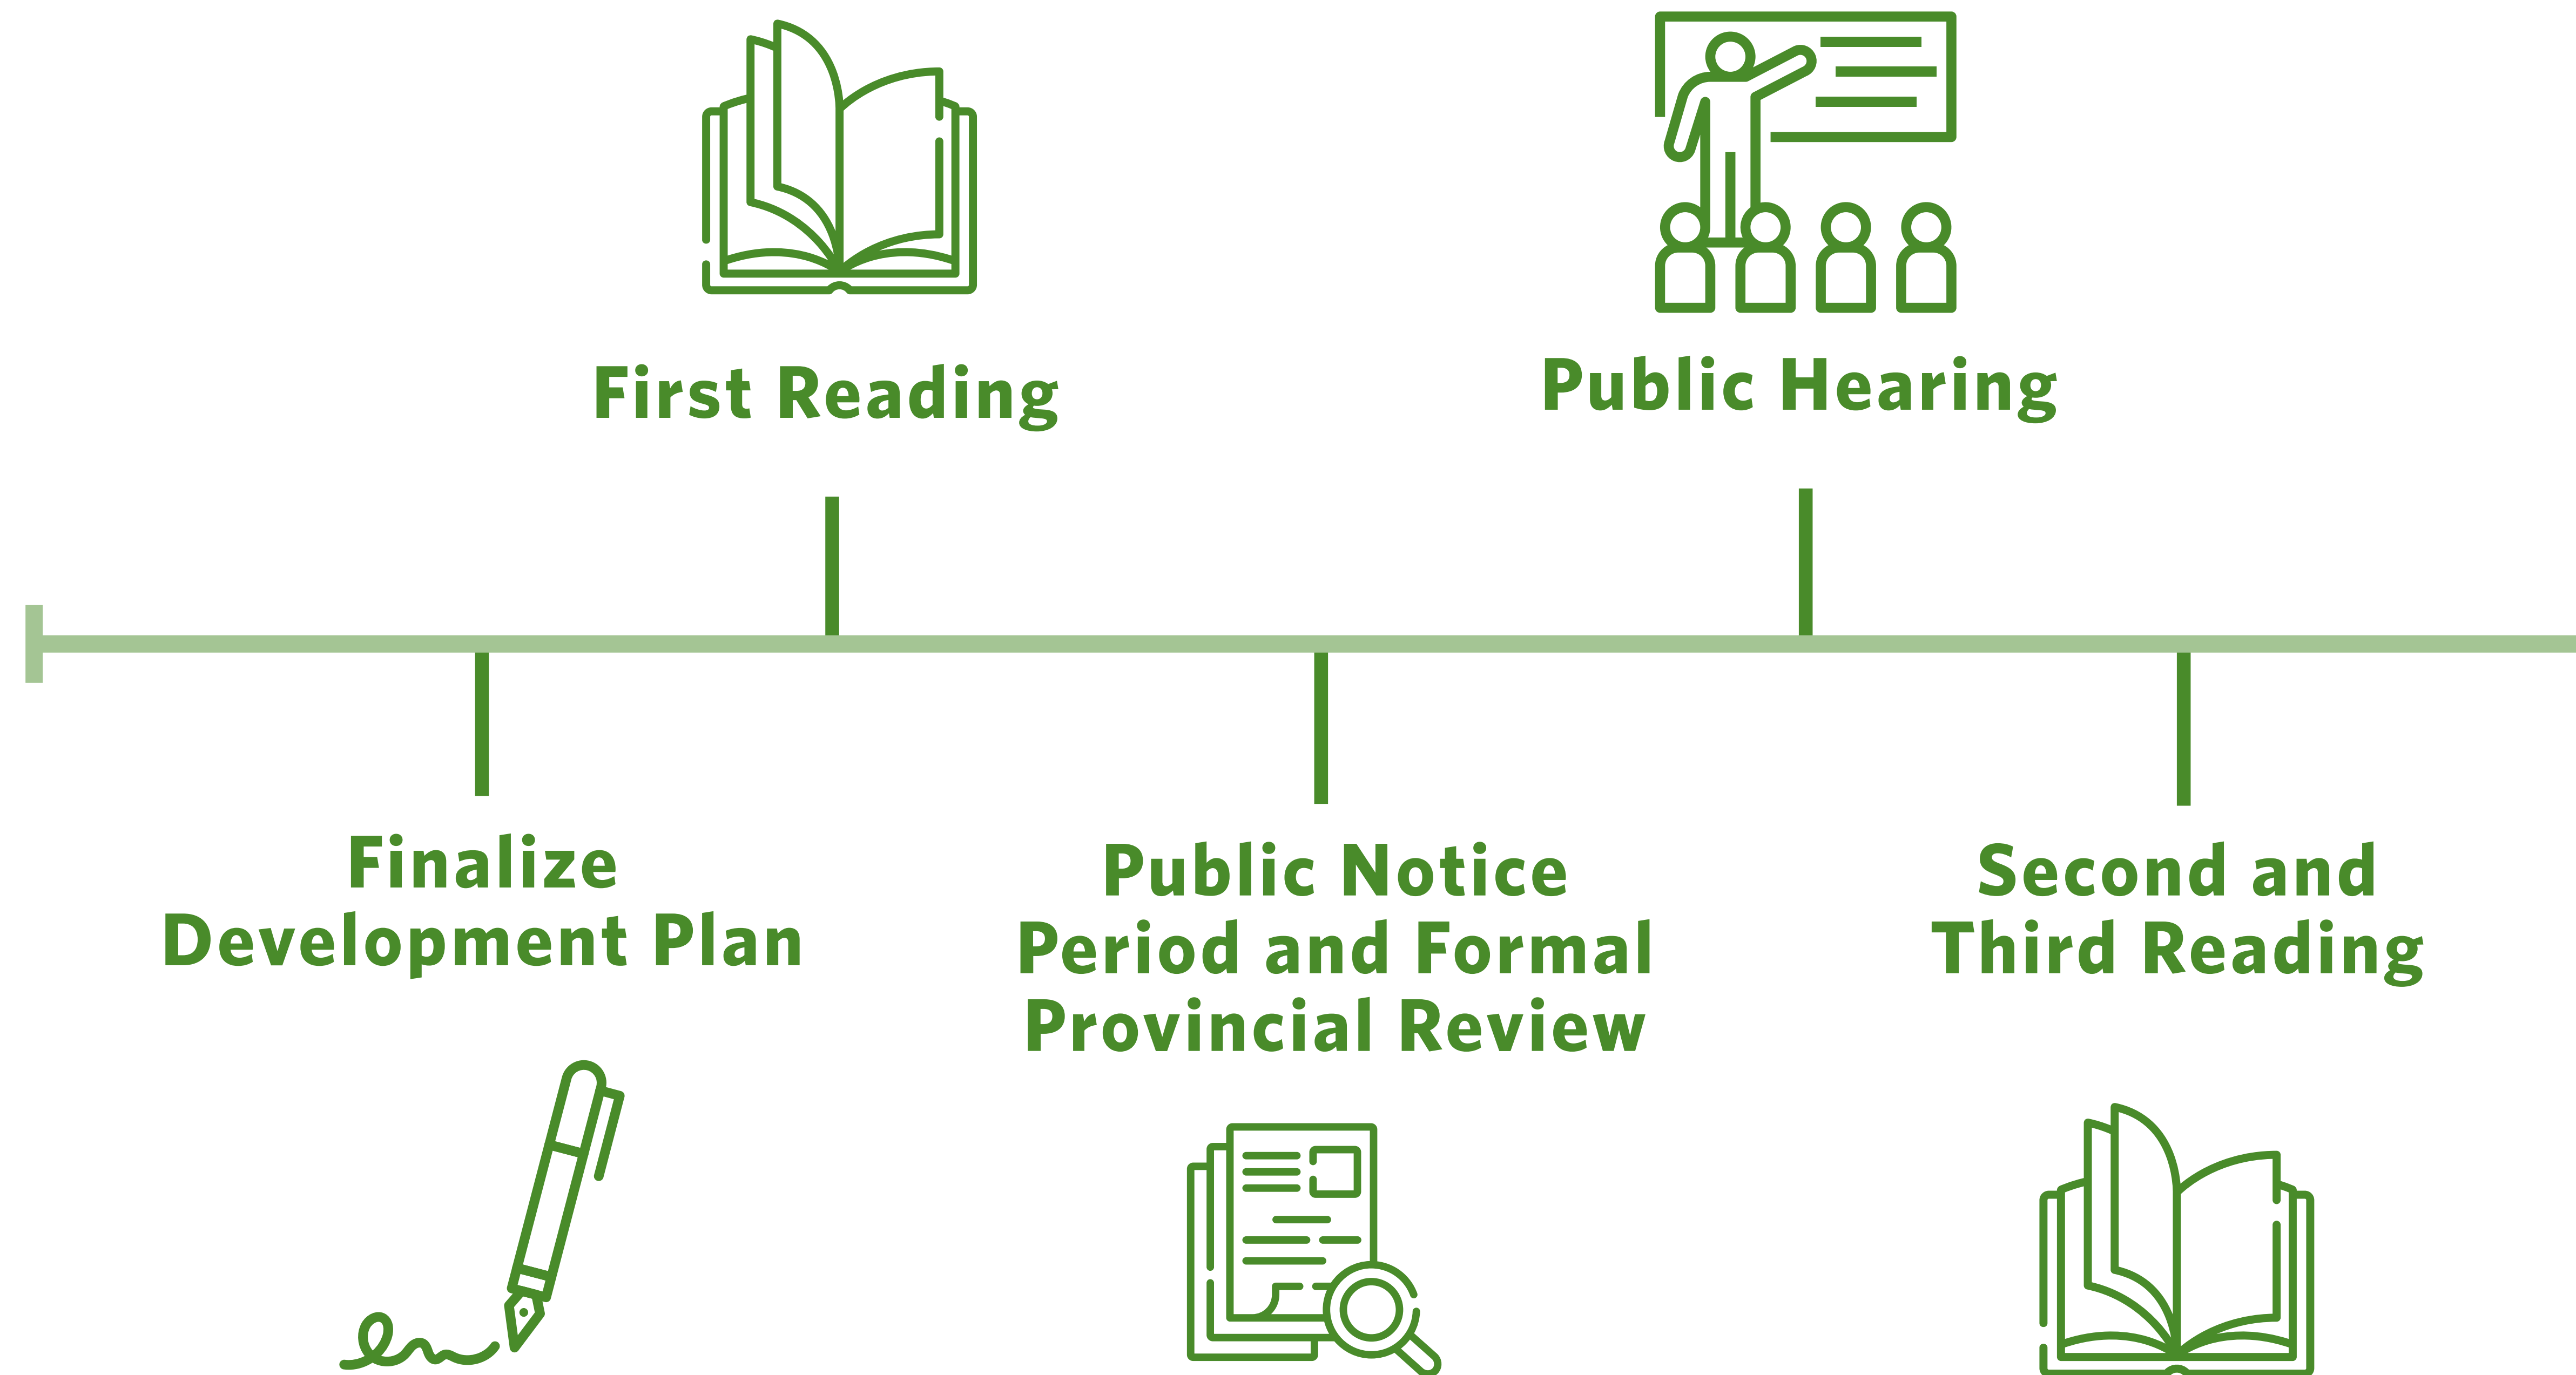 First Reading
Public Hearing
Finalize
Development Plan
Public Notice
Period and Formal
Provincial Review
Second and
Third Reading